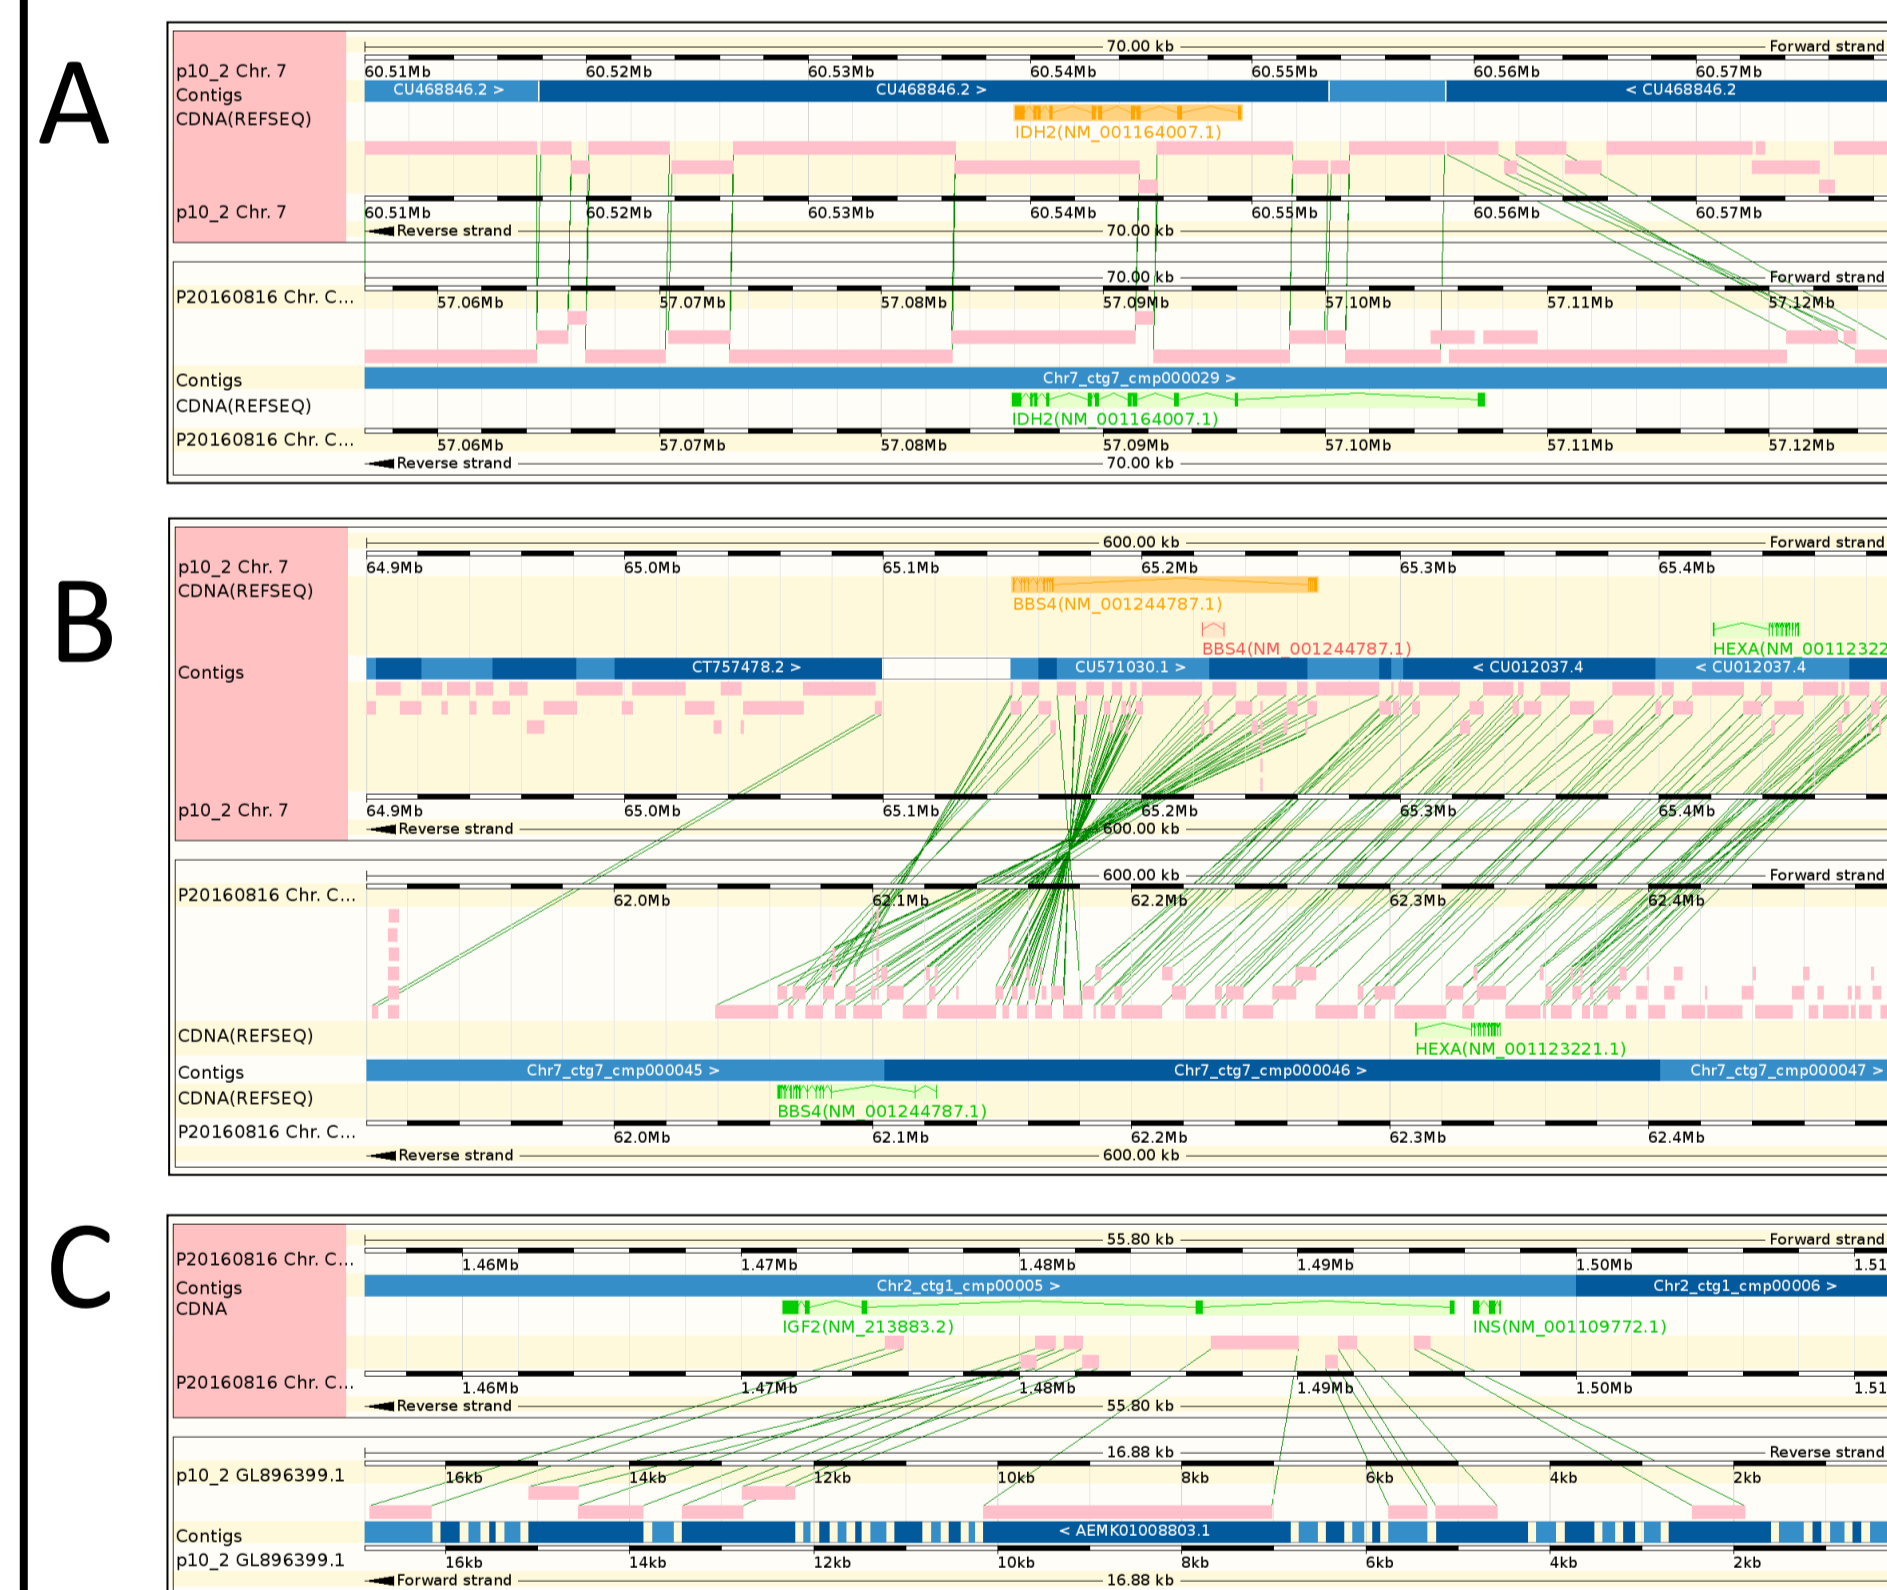 A
70.00 kb Forward strand
p10_2 Chr. 7 60.51Mb 60.52Mb 60.53Mb 60.54Mb 60.55Mb 60.56Mb 60.57Mb
Contigs CU468846.2 > CU468846.2 > < CU468846.2
CDNA(REFSEQ)
IDH2(NM_001164007.1)
p10_2 Chr. 7 60.51Mb 60.52Mb 60.53Mb 60.54Mb 60.55Mb 60.56Mb 60.57Mb
Reverse strand 70.00 kb
70.00 kb Forward strand
P20160816 Chr. C... 57.06Mb 57.07Mb 57.08Mb 57.09Mb 57.10Mb 57.11Mb 57.12Mb
Contigs Chr7_ctg7_cmp000029 >
CDNA(REFSEQ)
IDH2(NM_001164007.1)
P20160816 Chr. C... 57.06Mb 57.07Mb 57.08Mb 57.09Mb 57.10Mb 57.11Mb 57.12Mb
Reverse strand 70.00 kb
B
600.00 kb Forward strand
p10_2 Chr. 7 64.9Mb 65.0Mb 65.1Mb 65.2Mb 65.3Mb 65.4Mb
CDNA(REFSEQ)
BBS4(NM_001244787.1)
BBS4(NM_001244787.1) HEXA(NM_00112322
Contigs CT757478.2 > CU571030.1 > < CU012037.4 < CU012037.4
p10_2 Chr. 7 64.9Mb 65.0Mb 65.1Mb 65.2Mb 65.3Mb 65.4Mb
Reverse strand 600.00 kb
600.00 kb Forward strand
P20160816 Chr. C... 62.0Mb 62.1Mb 62.2Mb 62.3Mb 62.4Mb
CDNA(REFSEQ)
HEXA(NM_001123221.1)
Contigs Chr7_ctg7_cmp000045 > Chr7_ctg7_cmp000046 > Chr7_ctg7_cmp000047 >
CDNA(REFSEQ)
BBS4(NM_001244787.1)
P20160816 Chr. C... 62.0Mb 62.1Mb 62.2Mb 62.3Mb 62.4Mb
Reverse strand 600.00 kb
C
55.80 kb Forward strand
P20160816 Chr. C... 1.46Mb 1.47Mb 1.48Mb 1.49Mb 1.50Mb 1.51
Contigs Chr2_ctg1_cmp00005 > Chr2_ctg1_cmp00006 >
CDNA
IGF2(NM_213883.2) INS(NM_001109772.1)
P20160816 Chr. C... 1.46Mb 1.47Mb 1.48Mb 1.49Mb 1.50Mb 1.51
Reverse strand 55.80 kb
16.88 kb Reverse strand
p10_2 GL896399.1 16kb 14kb 12kb 10kb 8kb 6kb 4kb 2kb
Contigs < AEMK01008803.1
p10_2 GL896399.1 16kb 14kb 12kb 10kb 8kb 6kb 4kb 2kb
Forward strand 16.88 kb